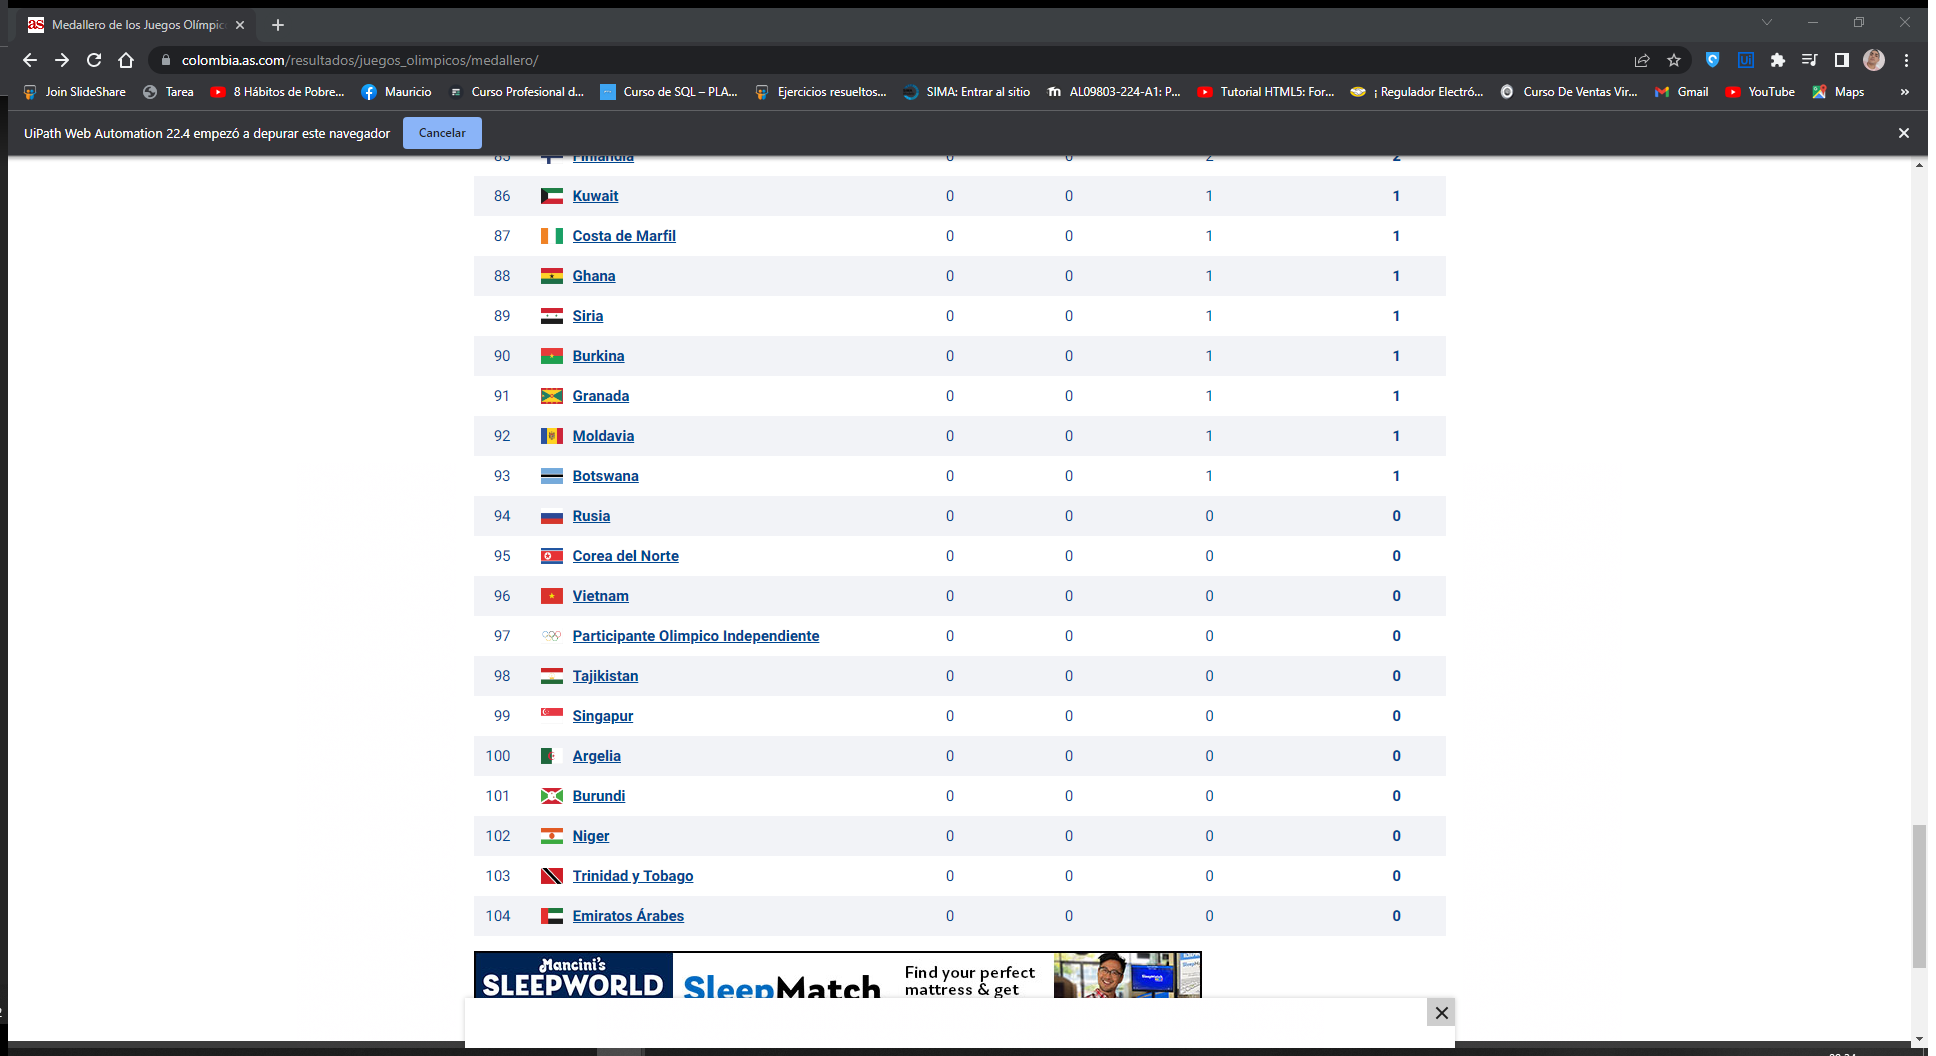 as Medallero de los Juegos Olímpic
colombia.as.com/resultados/juegos_olimpicos/medallero/
Join SlideShare Tarea 8 Hábitos de Pobre... Mauricio Curso Profesional d... Curso de SQL – PLA... Ejercicios resueltos... SIMA: Entrar al sitio AL09803-224-A1: P... Tutorial HTML5: For... ¡ Regulador Electró... Curso De Ventas Vir... Gmail YouTube Maps »
UiPath Web Automation 22.4 empezó a depurar este navegador Cancelar
85 Finlandia 0 0 2 2
86 Kuwait 0 0 1 1
87 Costa de Marfil 0 0 1 1
88 Ghana 0 0 1 1
89 Siria 0 0 1 1
90 Burkina 0 0 1 1
91 Granada 0 0 1 1
92 Moldavia 0 0 1 1
93 Botswana 0 0 1 1
94 Rusia 0 0 0 0
95 Corea del Norte 0 0 0 0
96 Vietnam 0 0 0 0
97 Participante Olimpico Independiente 0 0 0 0
98 Tajikistan 0 0 0 0
99 Singapur 0 0 0 0
100 Argelia 0 0 0 0
101 Burundi 0 0 0 0
102 Niger 0 0 0 0
103 Trinidad y Tobago 0 0 0 0
104 Emiratos Árabes 0 0 0 0
Mancini's
SLEEPWORLD
SleepMatch
Find your perfect
mattress & get